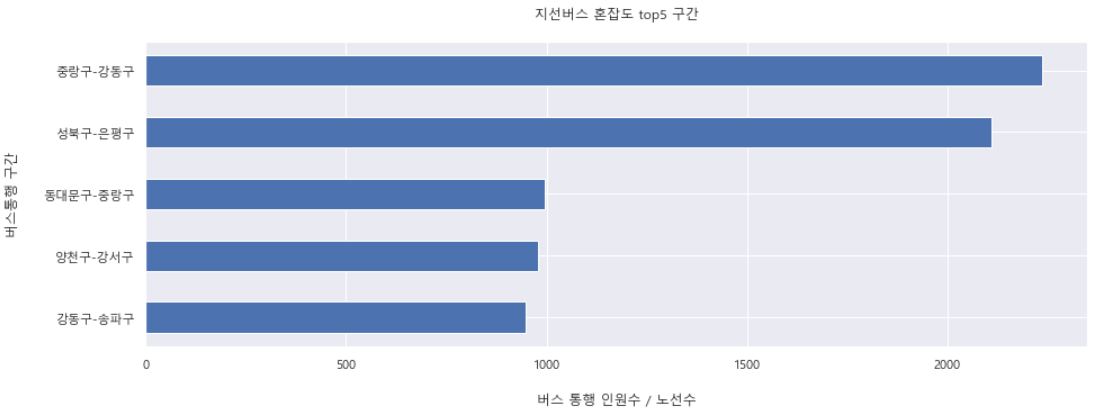 지선버스 혼잡도 top5 구간
버스통행 구간
중랑구-강동구
성북구-은평구
동대문구-중랑구
양천구-강서구
강동구-송파구
0 500 1000 1500 2000
버스 통행 인원수 / 노선수